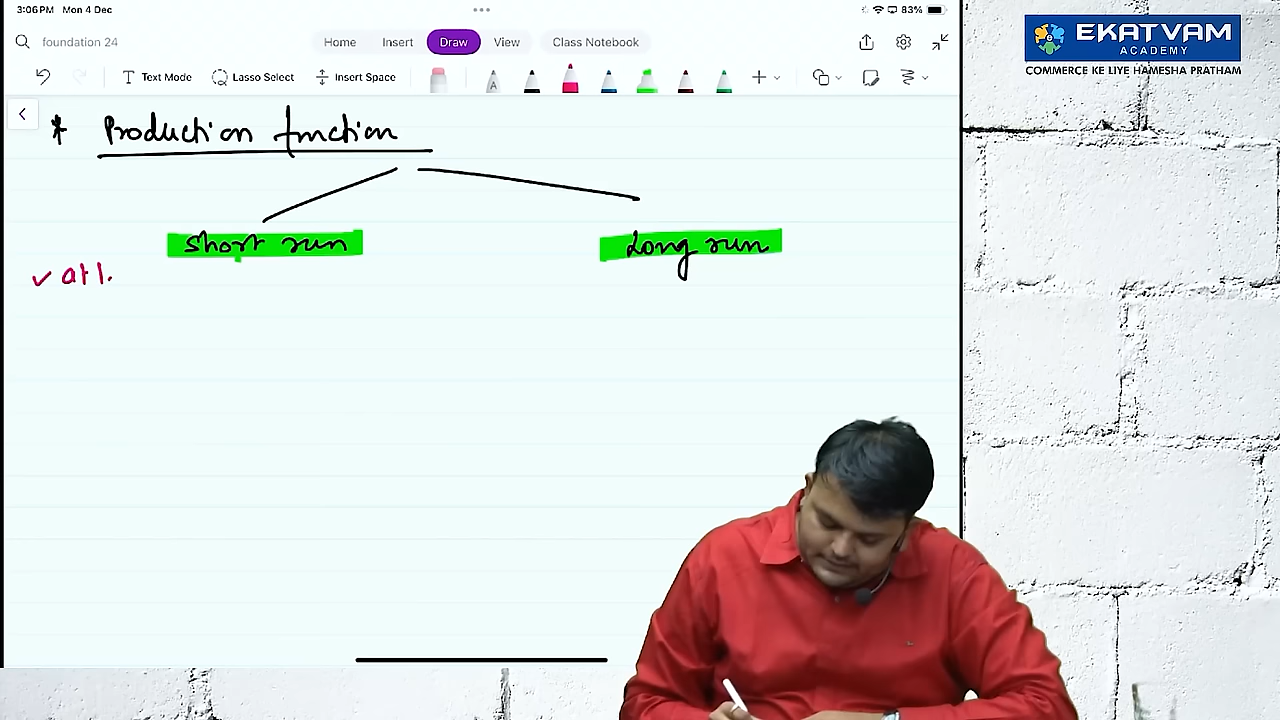 3:06 PM Mon 4 Dec
83%
foundation 24
Home Insert Draw View Class Notebook
Text Mode Lasso Select Insert Space
EKATVAM
ACADEMY
COMMERCE KE LIYE HAMESHA PRATHAM
* Production function
Short run Long run
✓ at l.